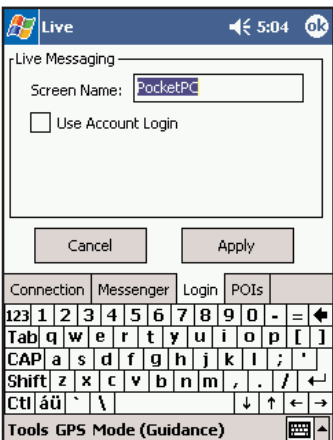 Live 5:04 ok
Live Messaging
Screen Name: PocketPC
Use Account Login
Cancel Apply
Connection Messenger Login POIs
123 1 2 3 4 5 6 7 8 9 0 - = ←
Tab q w e r t y u i o p [ ]
CAP a s d f g h j k l ; '
Shift z x c v b n m , . / ↵
Ctl áü ` \ ↓ ↑ ← →
Tools GPS Mode (Guidance)